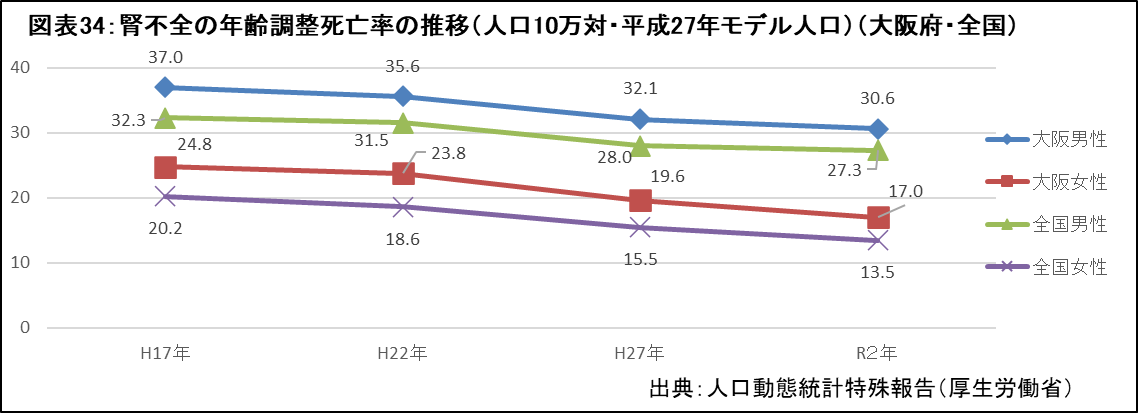 図表34:腎不全の年齢調整死亡率の推移(人口10万対・平成27年モデル人口)(大阪府・全国)
40
30
20
10
0
37.0
35.6
32.1
30.6
32.3
31.5
28.0
27.3
24.8
23.8
19.6
17.0
20.2
18.6
15.5
13.5
大阪男性
大阪女性
全国男性
全国女性
H17年
H22年
H27年
R2年
出典:人口動態統計特殊報告(厚生労働省)